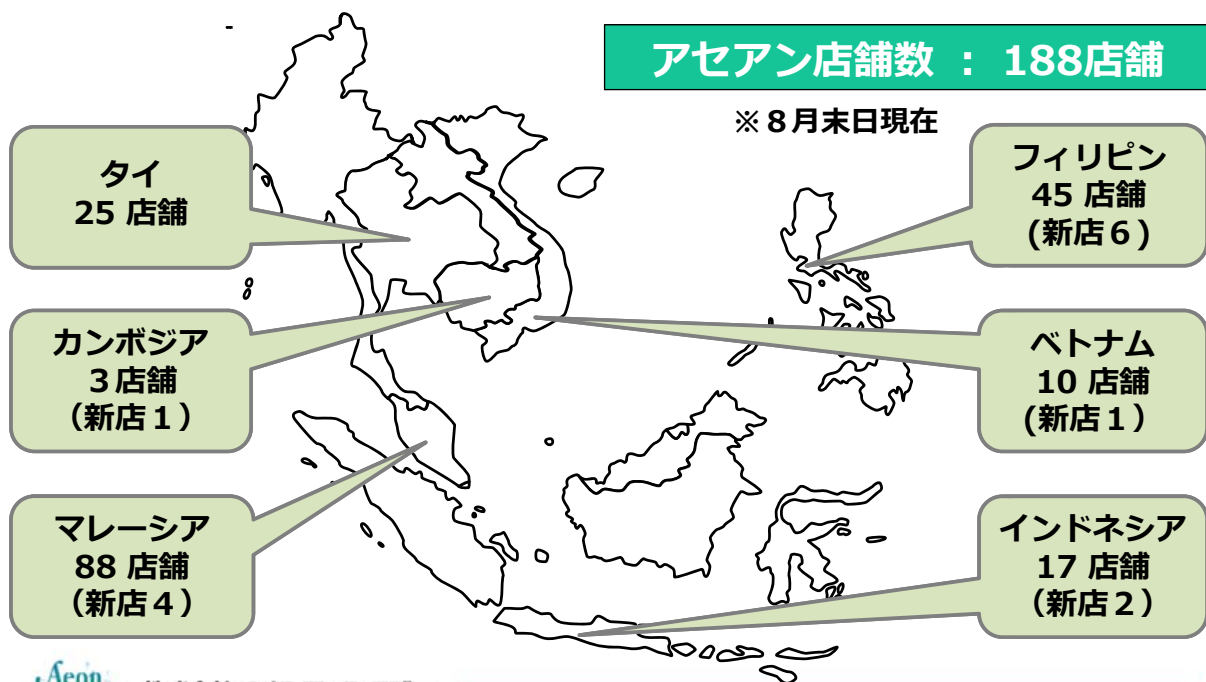 アセアン店舗数 : 188店舗
※８月末日現在
タイ
25 店舗
カンボジア
３店舗
（新店１）
マレーシア
88 店舗
（新店４）
フィリピン
45 店舗
(新店６)
ベトナム
10 店舗
(新店１)
インドネシア
17 店舗
（新店２）
Aeon